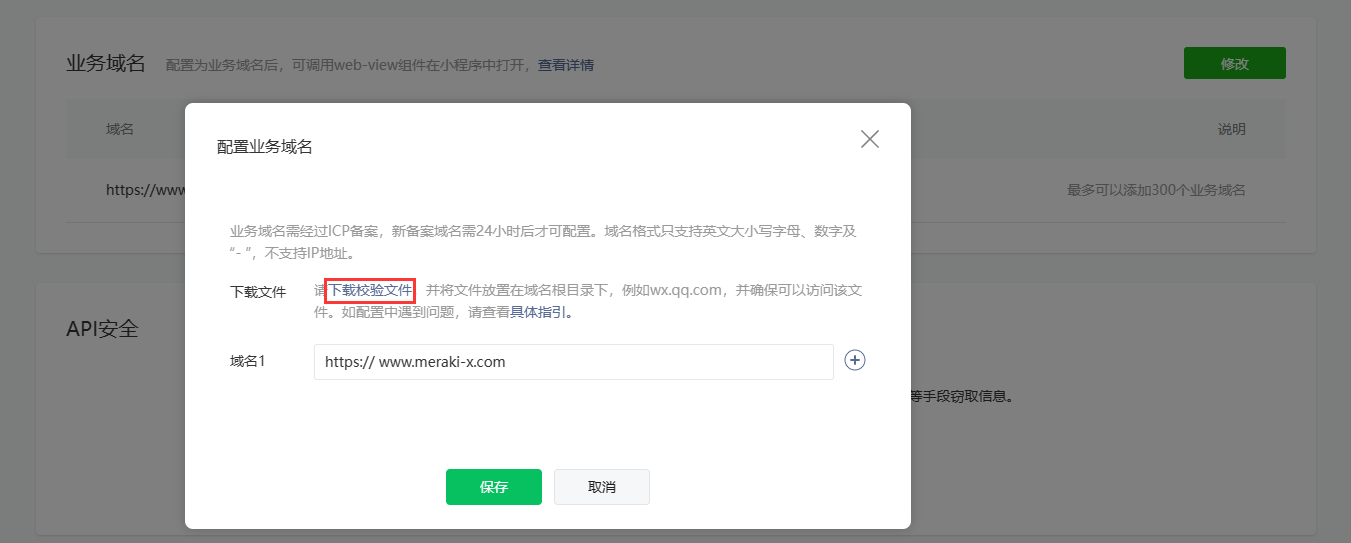 业务域名 配置为业务域名后，可调用web-view组件在小程序中打开，查看详情 修改
域名 说明
https://www 最多可以添加300个业务域名
API安全
等手段窃取信息。
配置业务域名
业务域名需经过ICP备案，新备案域名需24小时后才可配置。域名格式只支持英文大小写字母、数字及
“- ”，不支持IP地址。
下载文件 请下载校验文件 并将文件放置在域名根目录下，例如wx.qq.com，并确保可以访问该文
件。如配置中遇到问题，请查看具体指引。
域名1 https:// www.meraki-x.com
保存 取消